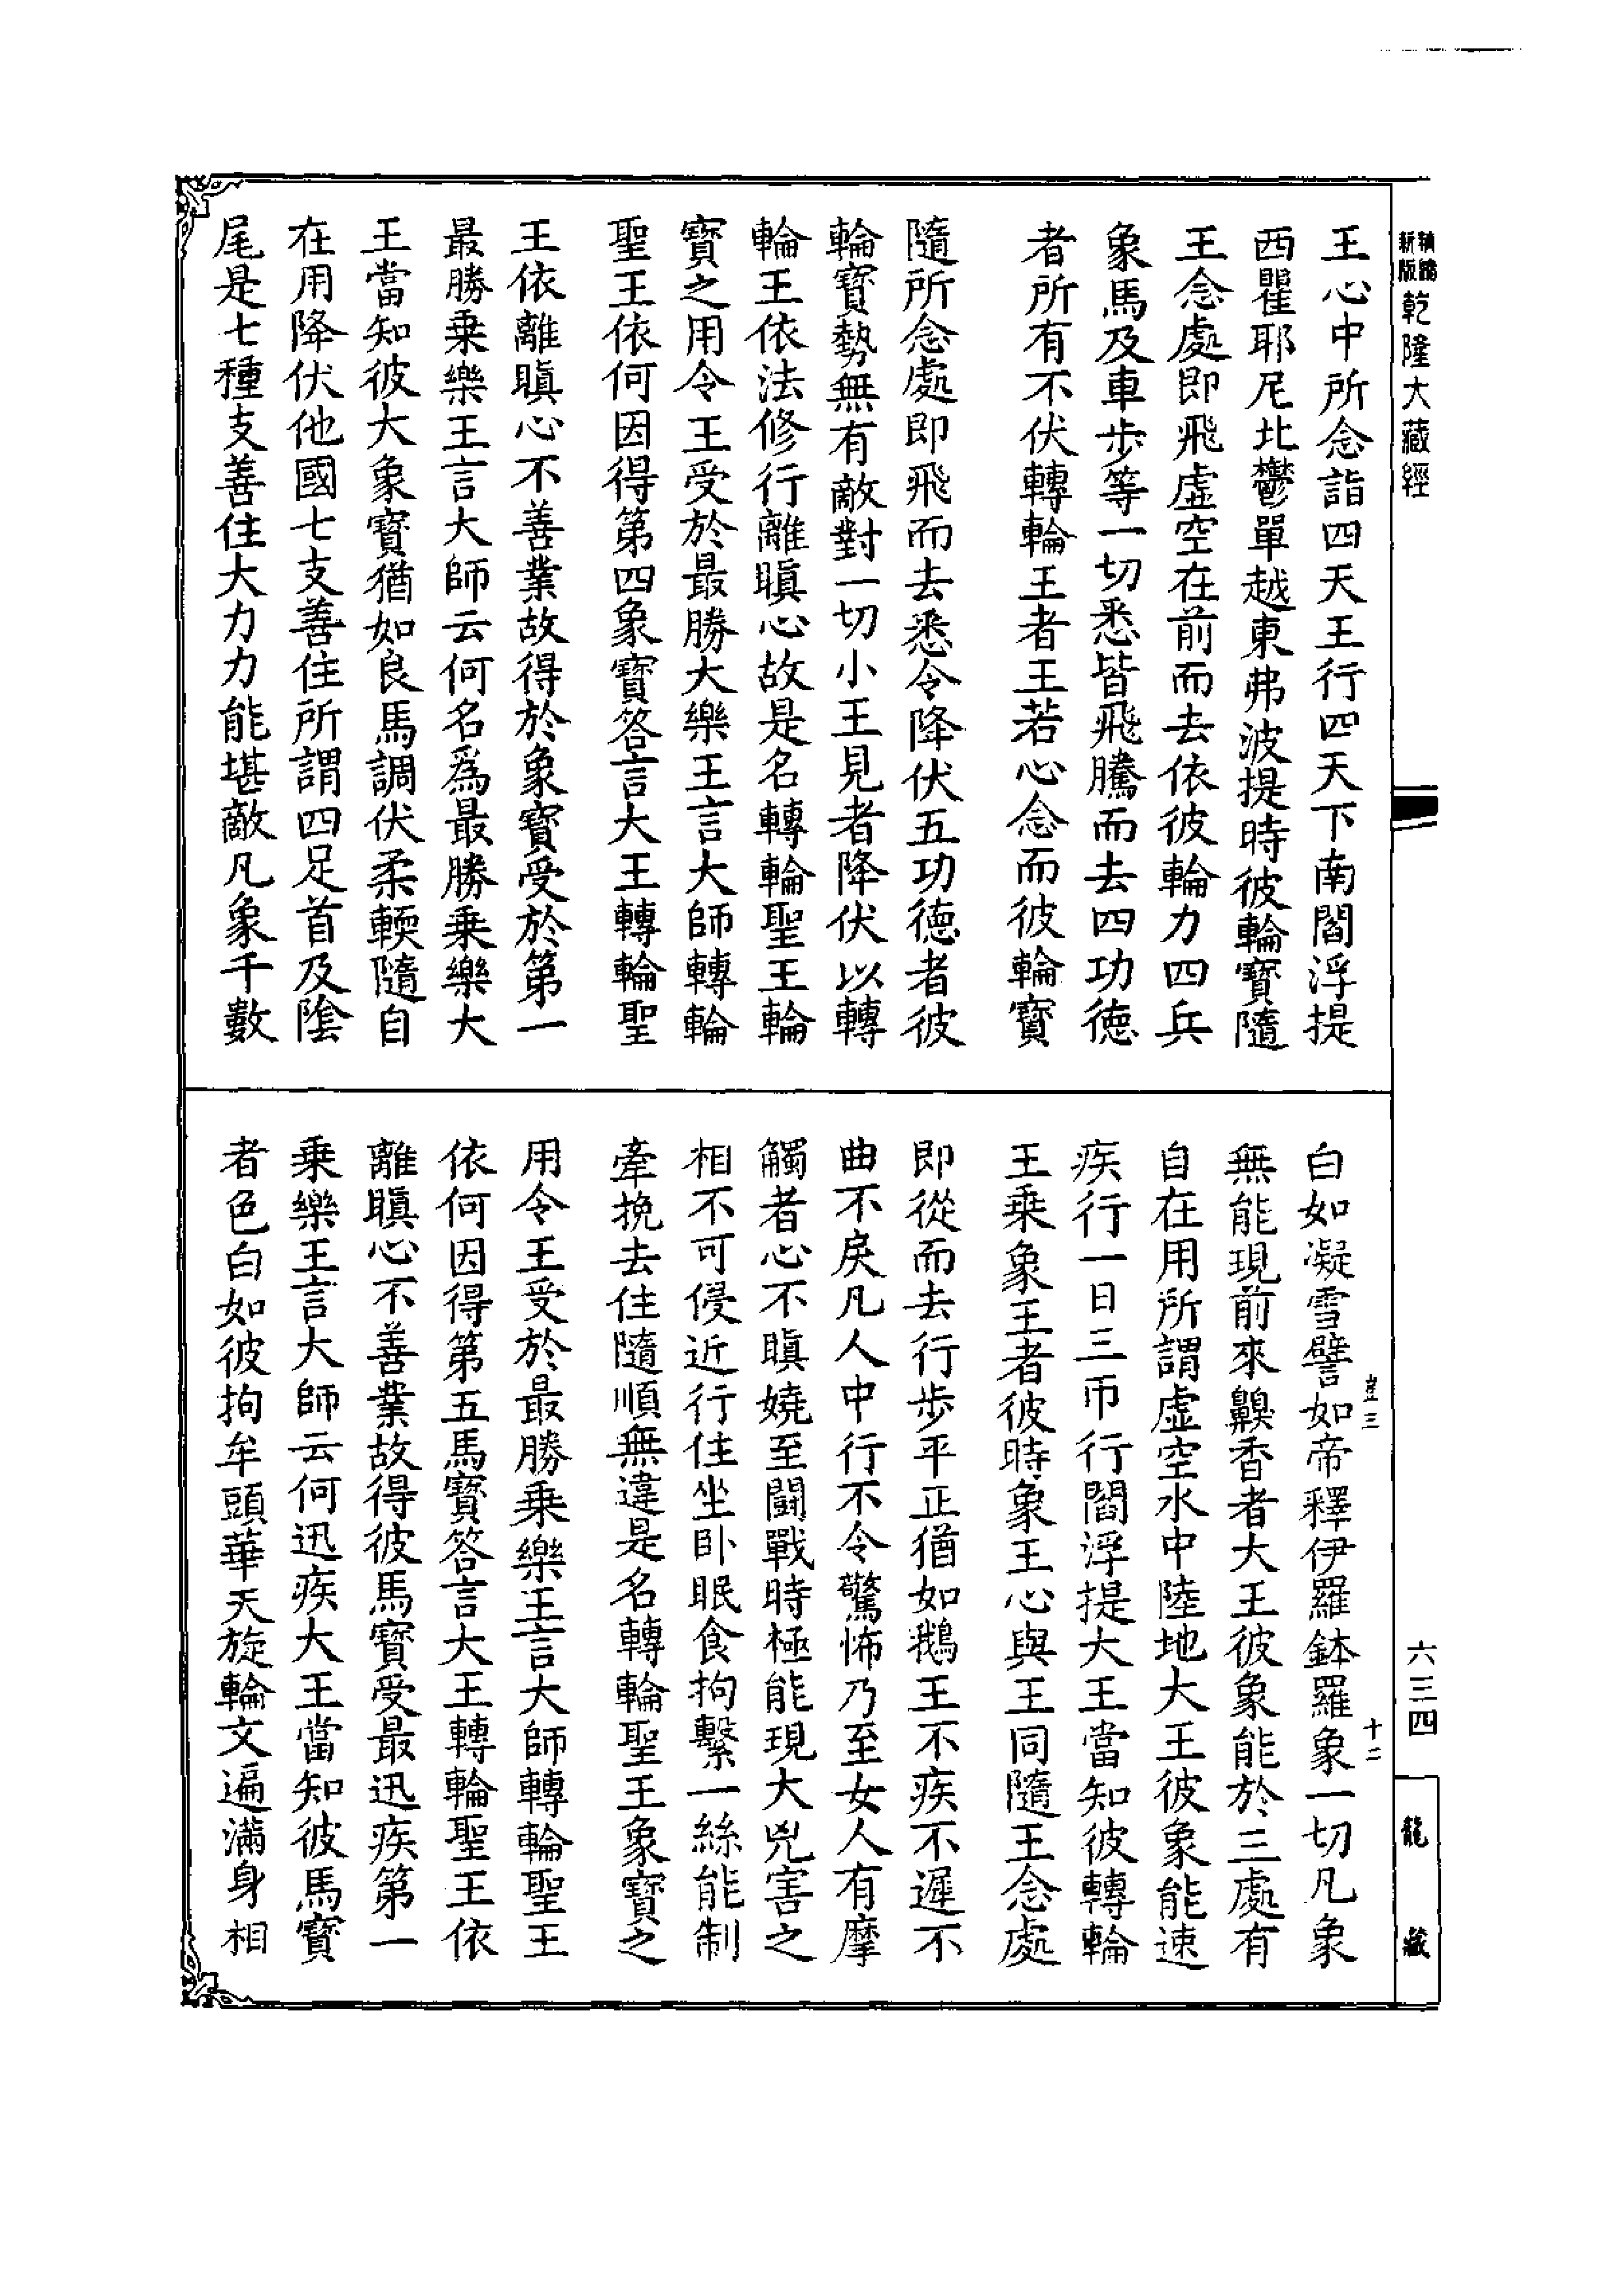 乾隆大藏經
王心中所念詣四天王行四天下南閻浮提
西瞿耶尼北鬱單越東弗波提時彼輪寶隨
王念處即飛虛空在前而去依彼輪力四兵
象馬及車步等一切悉皆飛騰而去四功德
者所有不伏轉輪王者王若心念而彼輪寶
隨所念處即飛而去悉令降伏五功德者彼
輪寶勢無有敵對一切小王見者降伏以轉
輪王依法修行離瞋心故是名轉輪聖王輪
寶之用令王受於最勝大樂王言大師轉輪
聖王依何因得第四象寶答言大王轉輪聖
王依離瞋心不善業故得於象寶受於第一
最勝乘樂王言大師云何名爲最勝乘樂大
王當知彼大象寶猶如良馬調伏柔輭隨自
在用降伏他國七支善住所謂四足首及陰
尾是七種支善住大力力能堪敵凡象千數
白如凝雪譬如帝釋伊羅鉢羅象一切凡象
無能現前來齅香者大王彼象能於三處有
自在用所謂虛空水中陸地大王彼象能速
疾行一日三帀行閻浮提大王當知彼轉輪
王乘象王者彼時象王心與王同隨王念處
即從而去行步平正猶如鵝王不疾不遲不
曲不戾凡人中行不令驚怖乃至女人有摩
觸者心不瞋嬈至鬪戰時極能現大兇害之
相不可侵近行住坐卧眠食拘繫一絲能制
牽挽去住隨順無違是名轉輪聖王象寶之
用令王受於最勝乘樂王言大師轉輪聖王
依何因得第五馬寶答言大王轉輪聖王依
離瞋心不善業故得彼馬寶受最迅疾第一
乘樂王言大師云何迅疾大王當知彼馬寶
者色白如彼拘牟頭華天旋輪文遍滿身相
豈三
十二
六三四
龍藏